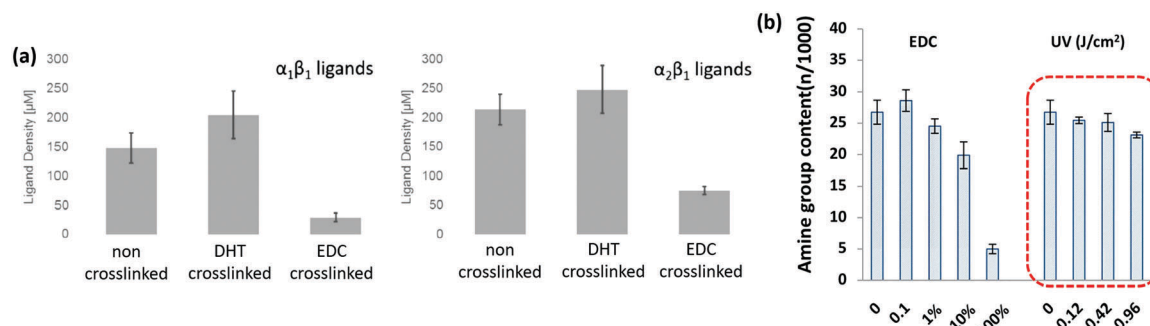 (a)
300
250
200
150
100
50
0
Ligand Density [µM]
α₁β₁ ligands
non
crosslinked
DHT
crosslinked
EDC
crosslinked
300
250
200
150
100
50
0
Ligand Density [µM]
α₂β₁ ligands
non
crosslinked
DHT
crosslinked
EDC
crosslinked
(b)
Amine group content(n/1000)
40
35
30
25
20
15
10
5
0
EDC
UV (J/cm²)
0
0.1
1%
10%
00%
0
0.12
0.42
0.96